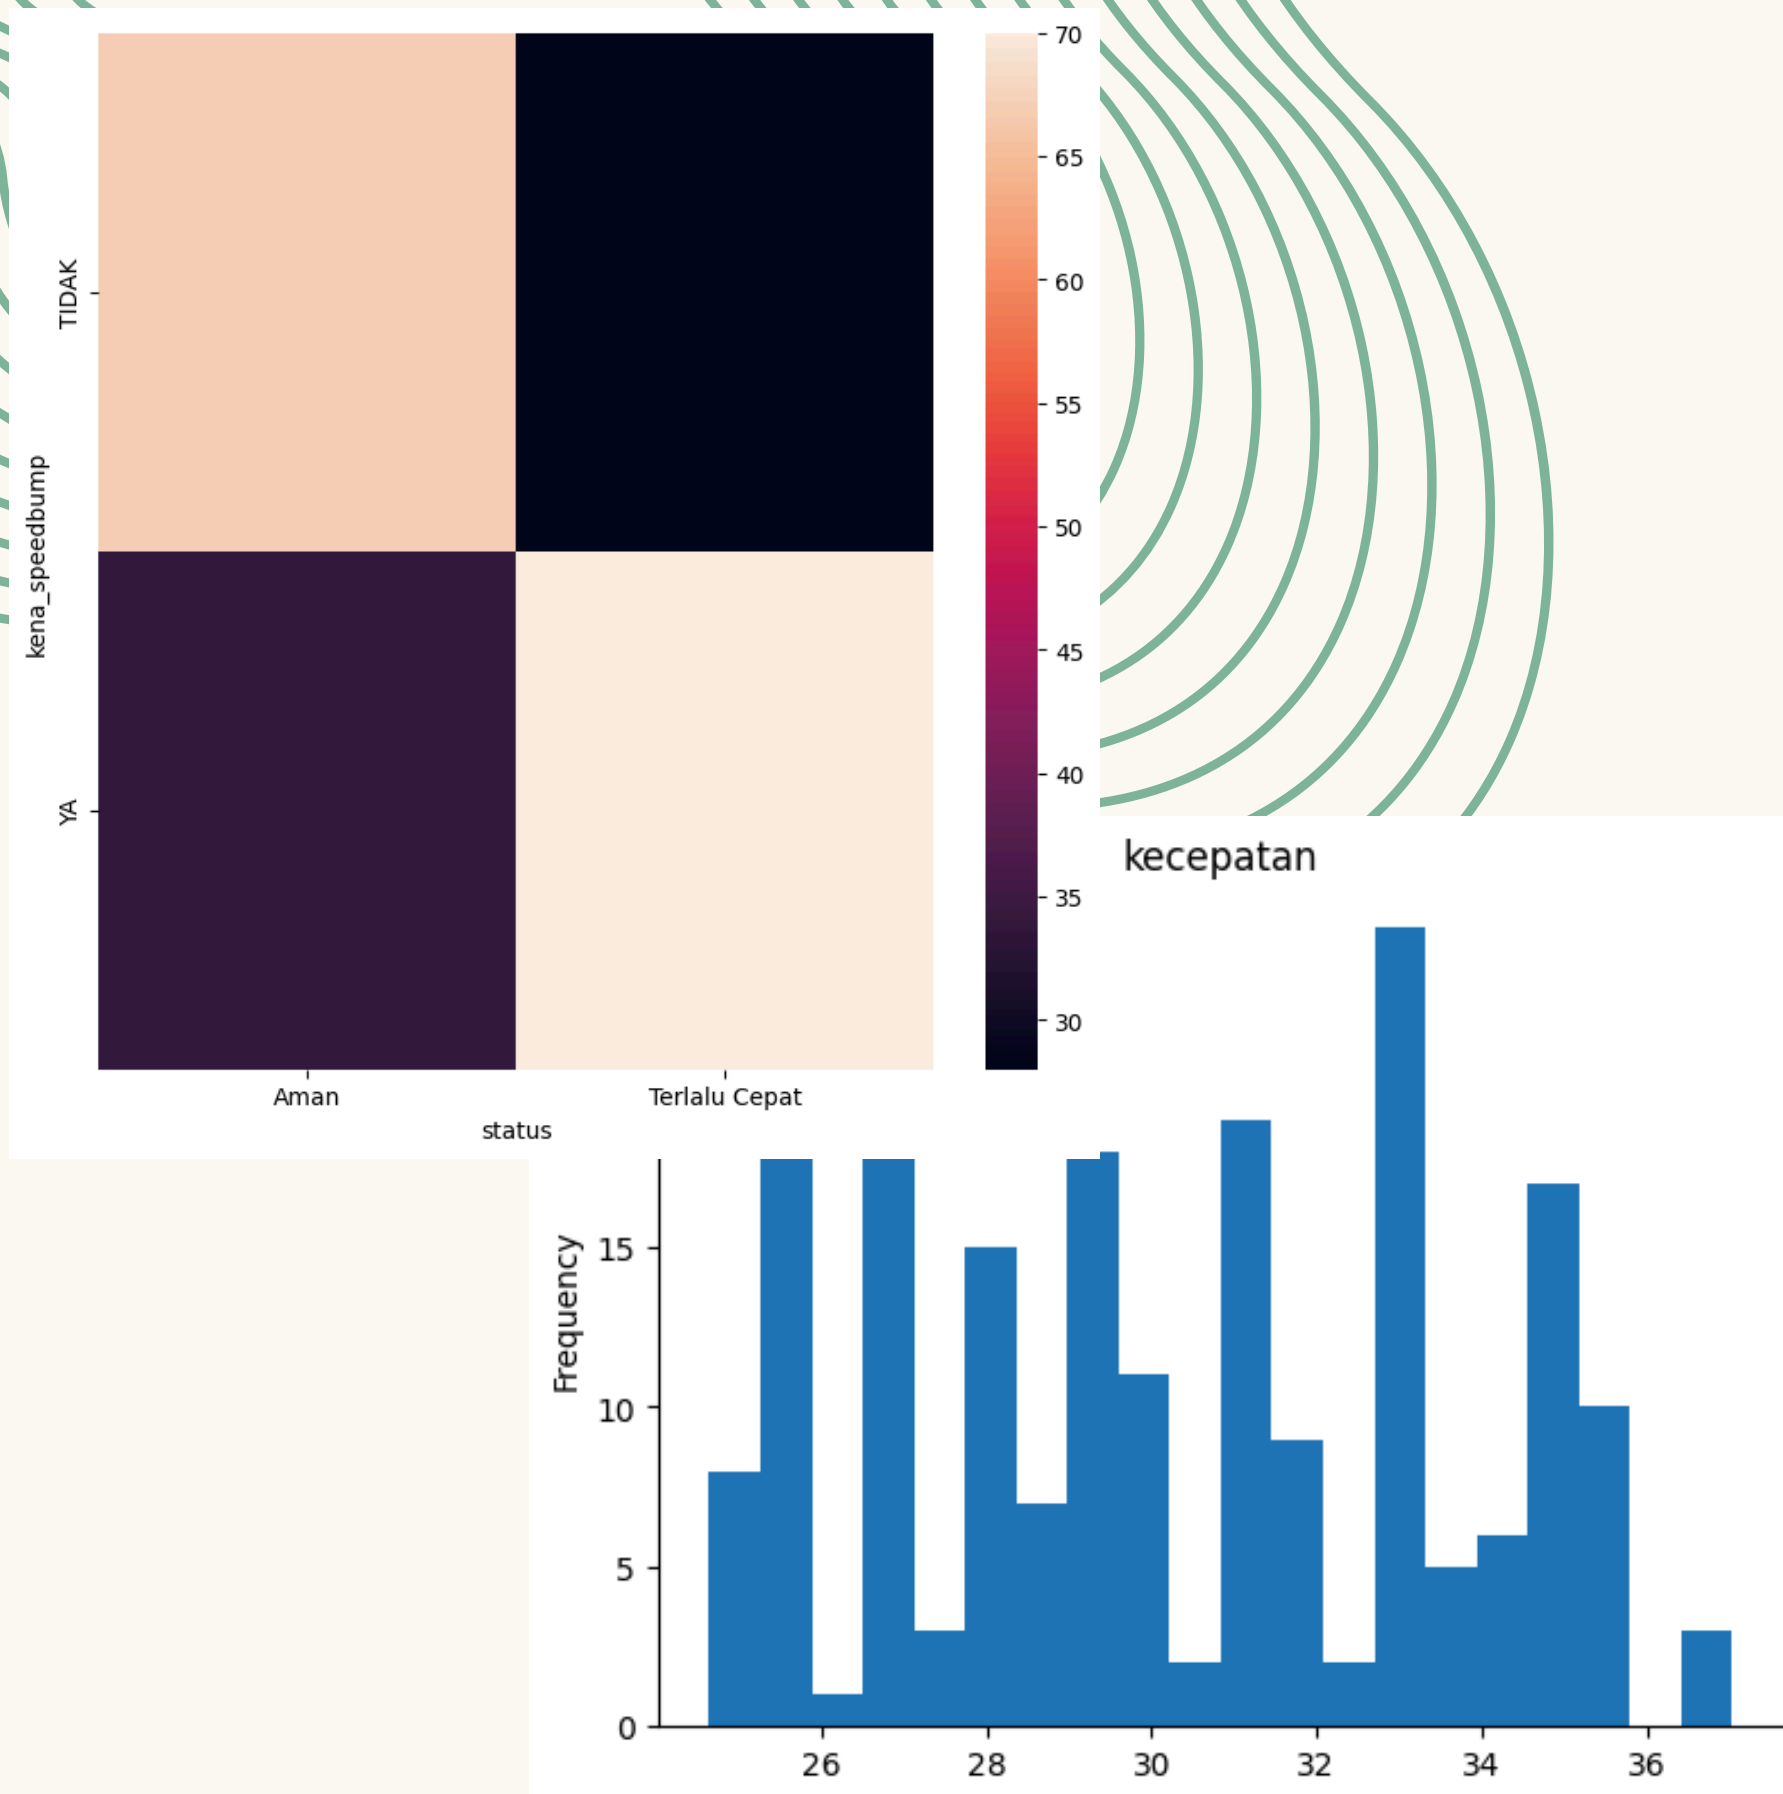 70
65
60
55
50
45
40
35
30
TIDAK
YA
kena_speedbump
Aman
Terlalu Cepat
status
kecepatan
Frequency
15
10
5
0
26
28
30
32
34
36